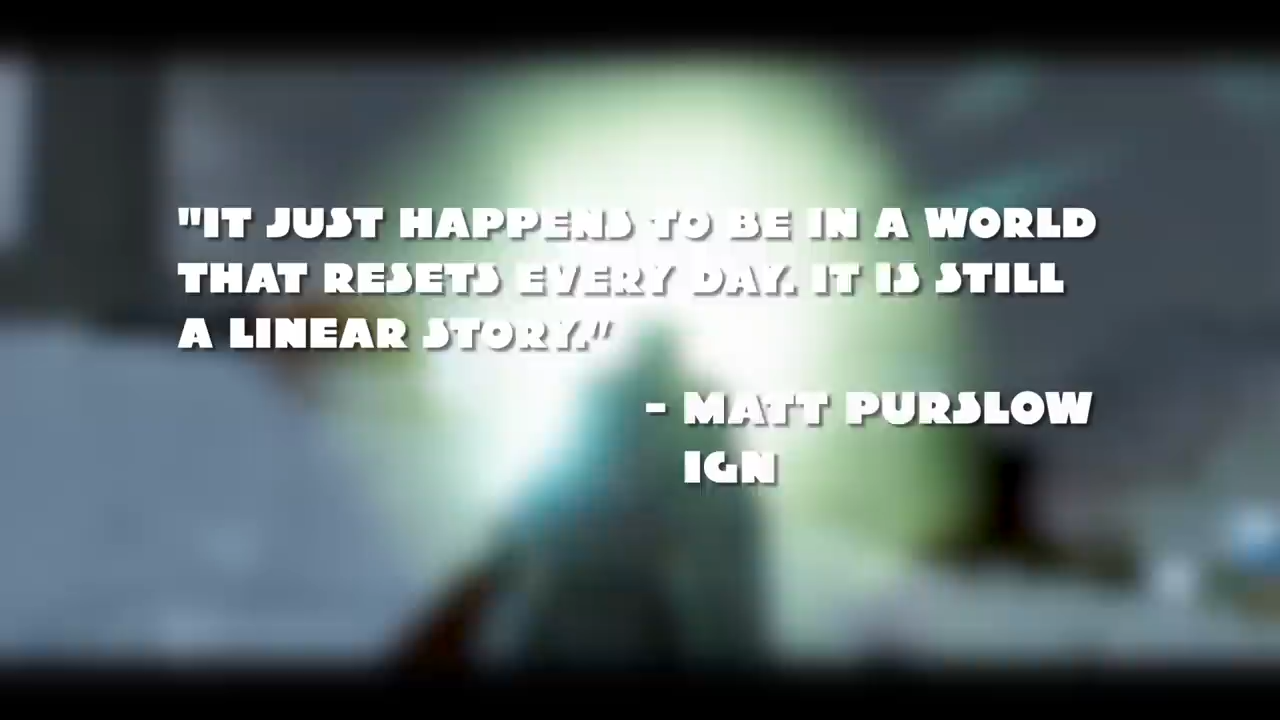 "IT JUST HAPPENS TO BE IN A WORLD
THAT RESETS EVERY DAY. IT IS STILL
A LINEAR STORY."
- MATT PURSLOW
IGN